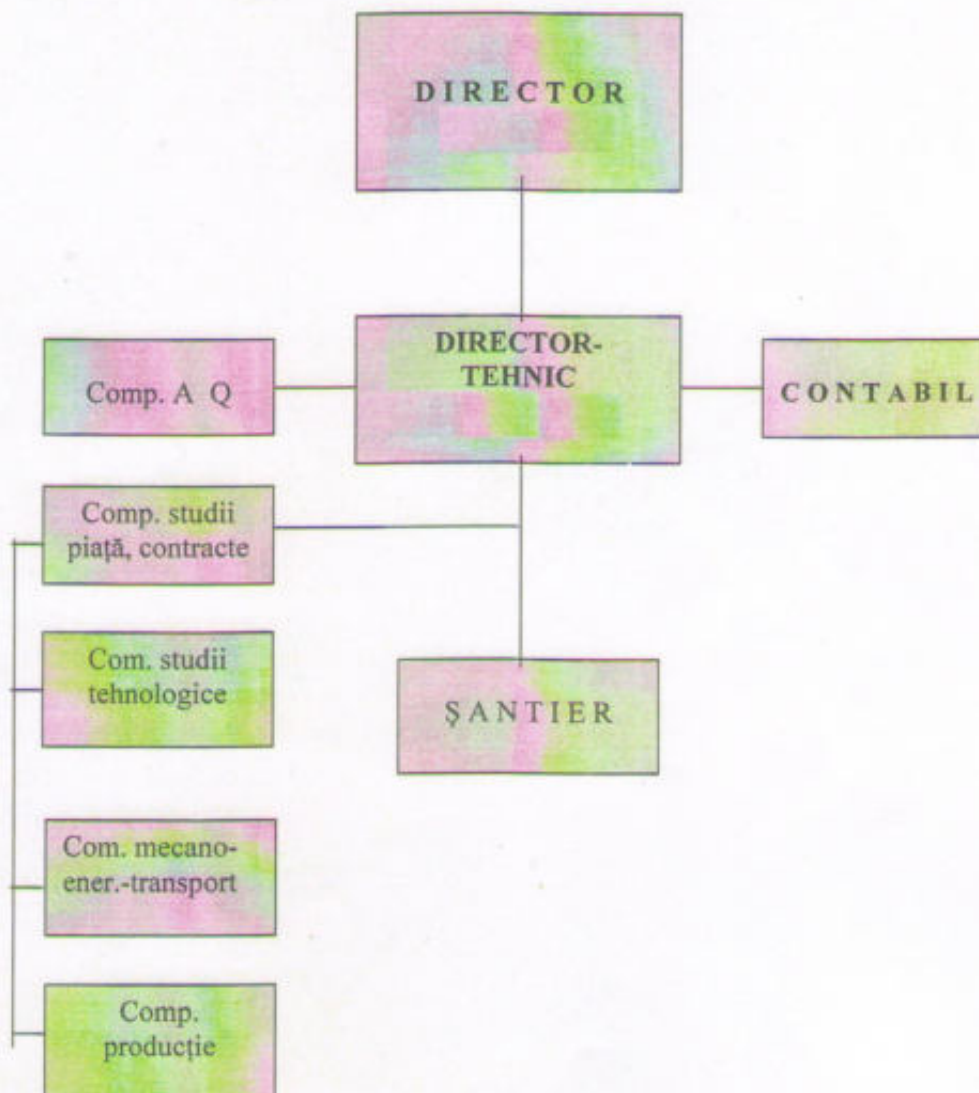 DIRECTOR
DIRECTOR-
TEHNIC
Comp. A Q
CONTABIL
Comp. studii
piață, contracte
Com. studii
tehnologice
ŞANTIER
Com. mecano-
ener.-transport
Comp.
producție